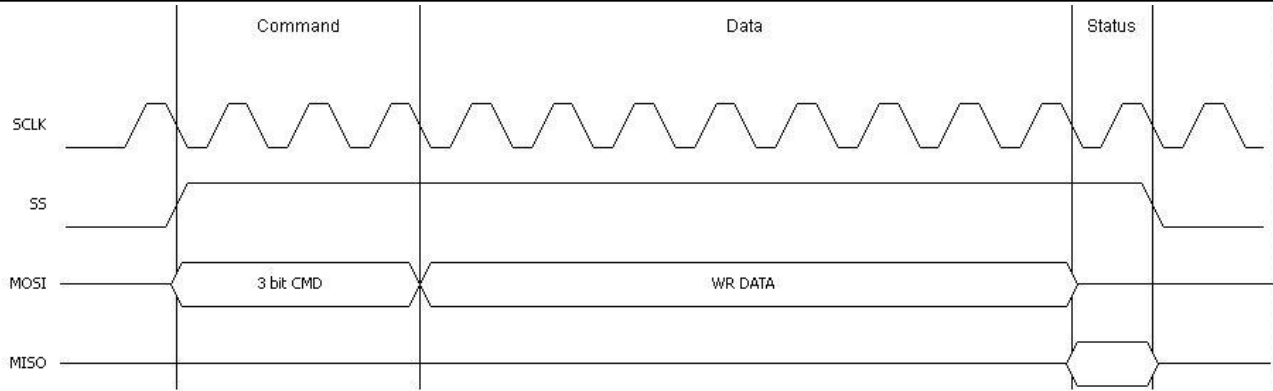 Command Data Status
SCLK
SS
MOSI 3 bit CMD WR DATA
MISO